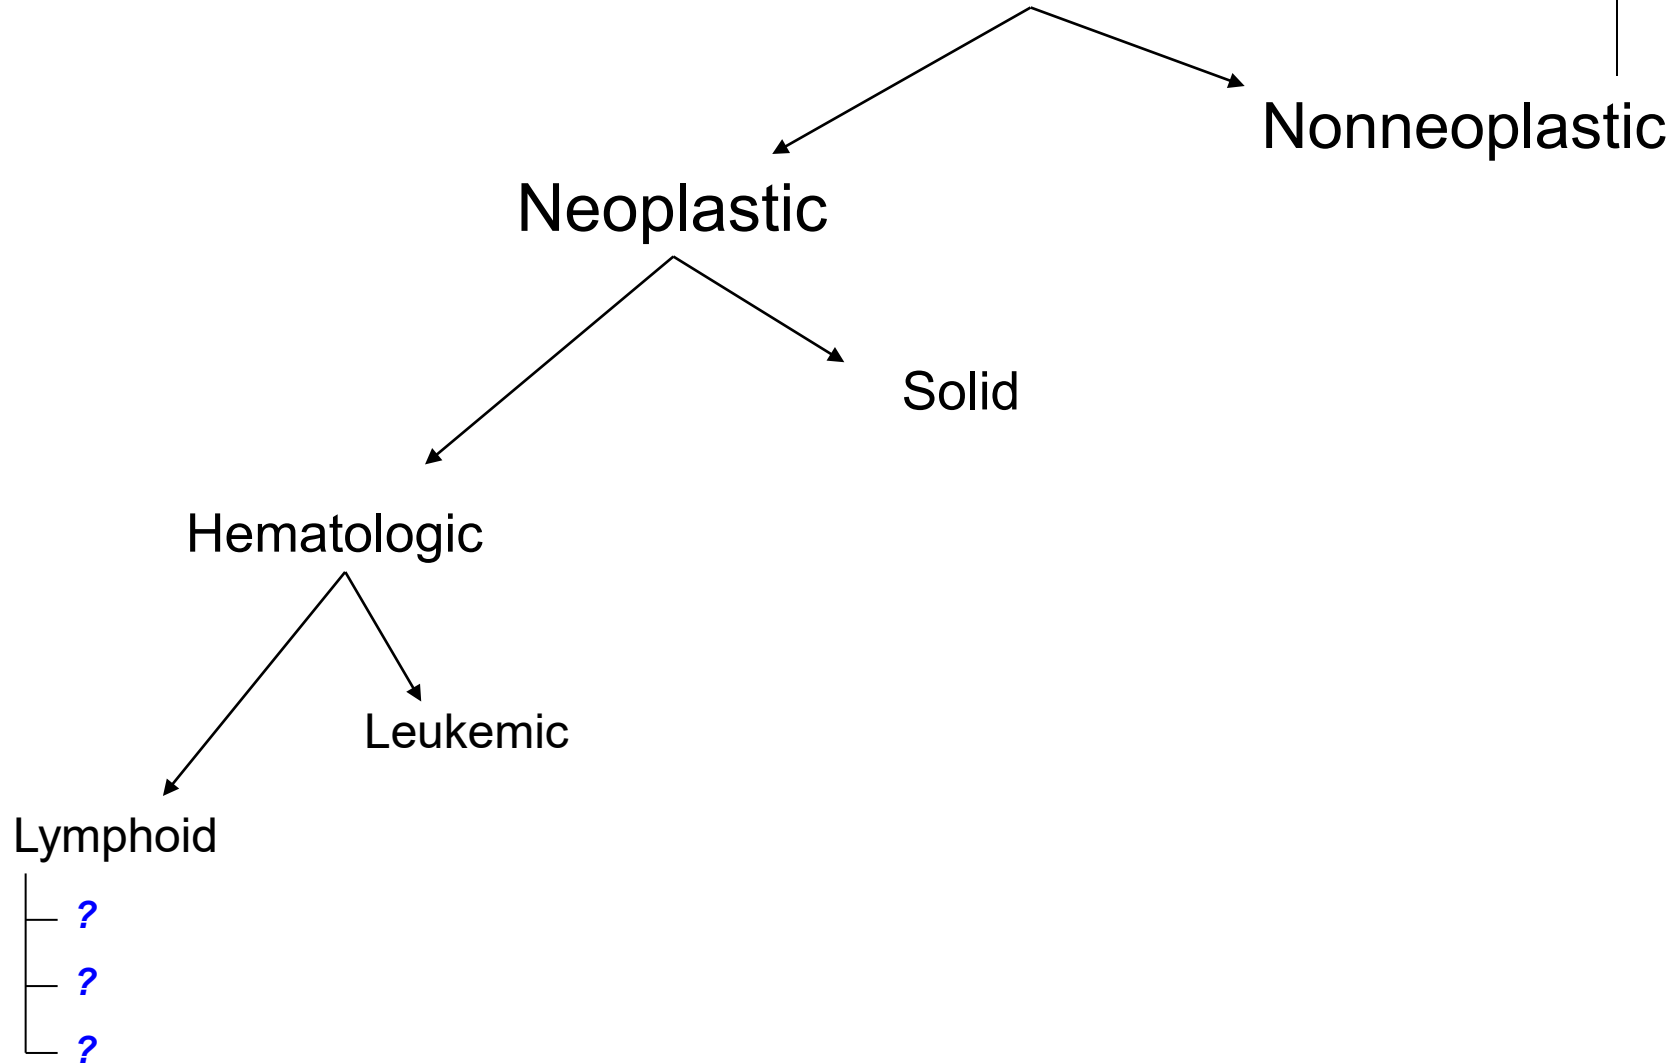 Nonneoplastic
Neoplastic
Solid
Hematologic
Leukemic
Lymphoid
?
?
?